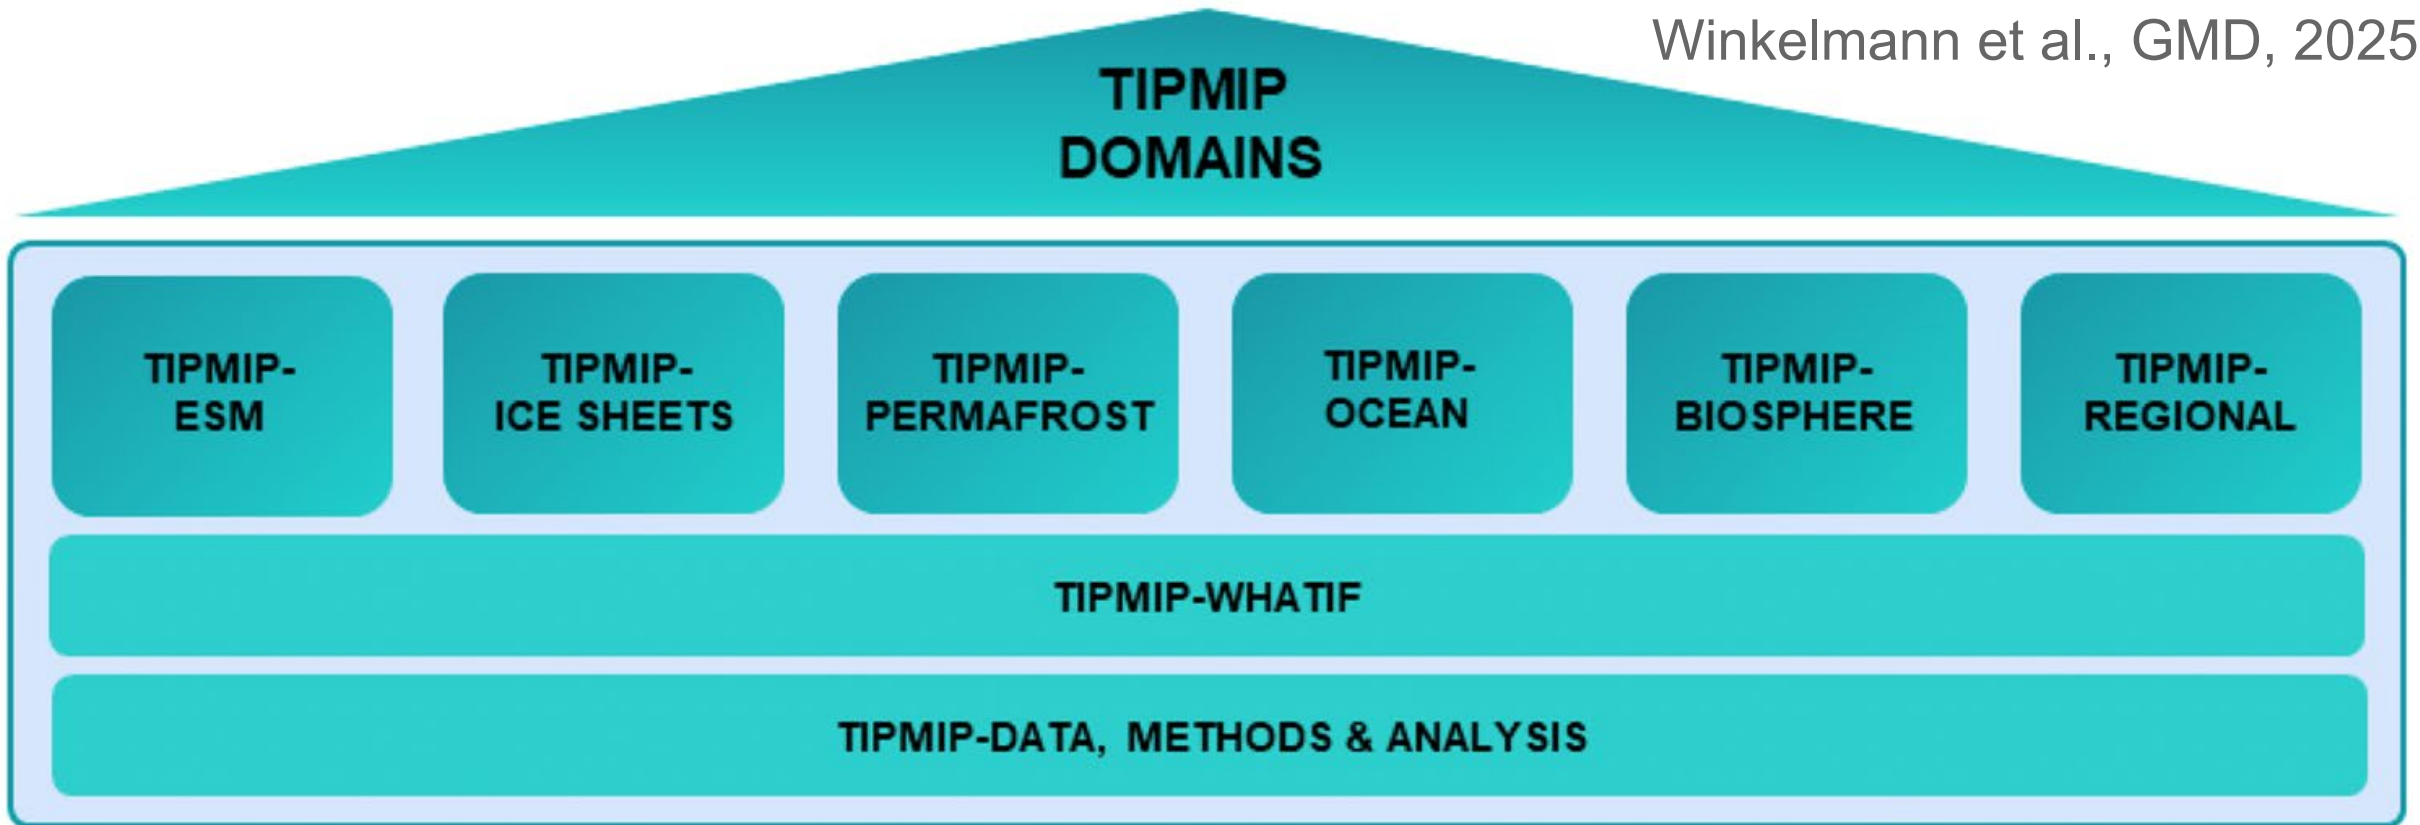 Winkelmann et al., GMD, 2025
TIPMIP
DOMAINS
TIPMIP-
ESM
TIPMIP-
ICE SHEETS
TIPMIP-
PERMAFROST
TIPMIP-
OCEAN
TIPMIP-
BIOSPHERE
TIPMIP-
REGIONAL
TIPMIP-WHATIF
TIPMIP-DATA, METHODS & ANALYSIS